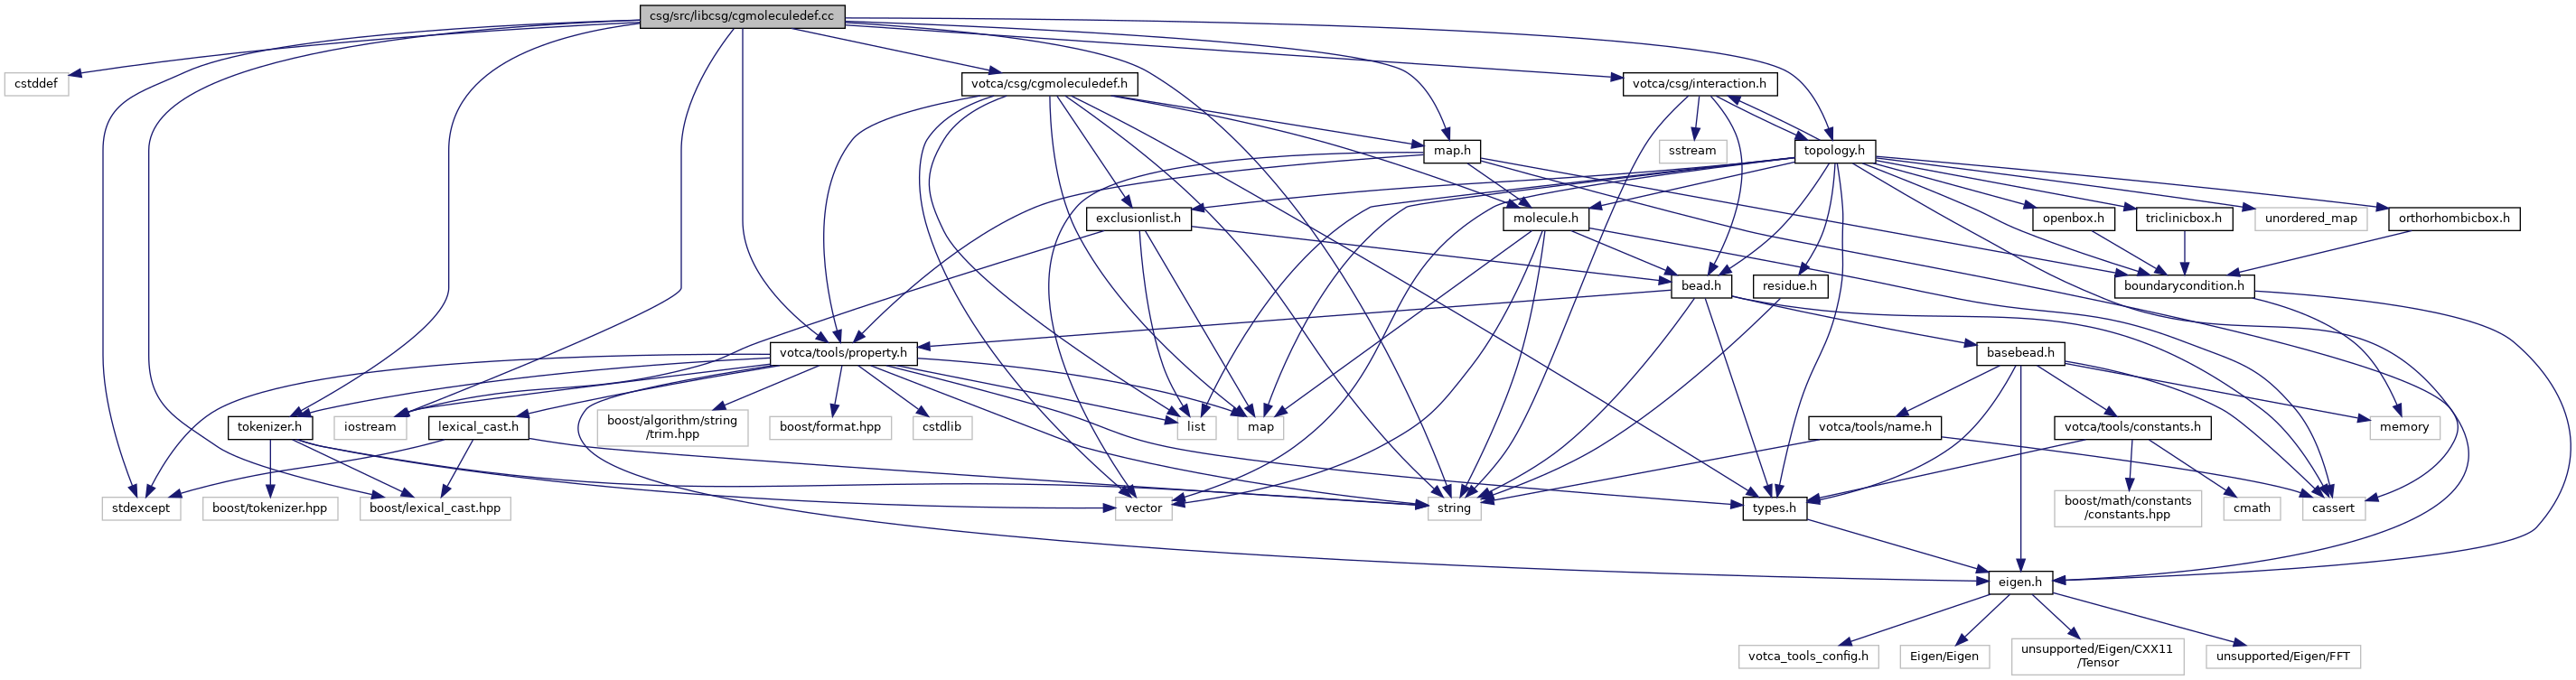 csg/src/libcsg/cgmoleculedef.cc
cstddef
votca/csg/cgmoleculedef.h
votca/csg/interaction.h
map.h
sstream
topology.h
exclusionlist.h
molecule.h
openbox.h
triclinicbox.h
unordered_map
orthorhombicbox.h
bead.h
residue.h
boundarycondition.h
votca/tools/property.h
basebead.h
tokenizer.h
iostream
lexical_cast.h
boost/algorithm/string
/trim.hpp
boost/format.hpp
cstdlib
list
map
votca/tools/name.h
votca/tools/constants.h
memory
stdexcept
boost/tokenizer.hpp
boost/lexical_cast.hpp
vector
string
types.h
boost/math/constants
/constants.hpp
cmath
cassert
eigen.h
votca_tools_config.h
Eigen/Eigen
unsupported/Eigen/CXX11
/Tensor
unsupported/Eigen/FFT